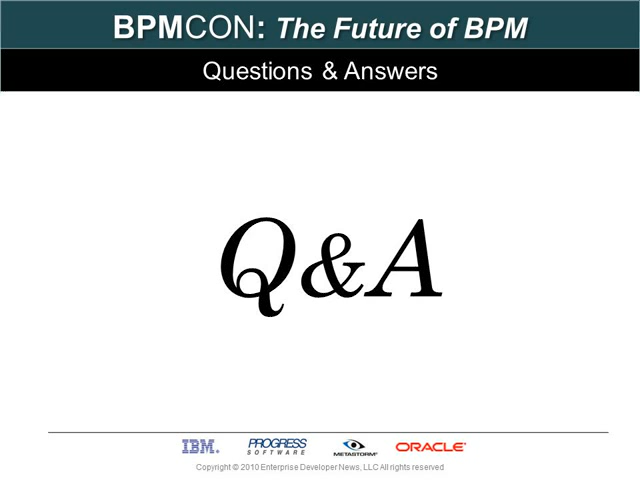 BPMCON: The Future of BPM
Questions & Answers
Q&A
IBM. PROGRESS SOFTWARE METASTORM ORACLE
Copyright © 2010 Enterprise Developer News, LLC All rights reserved